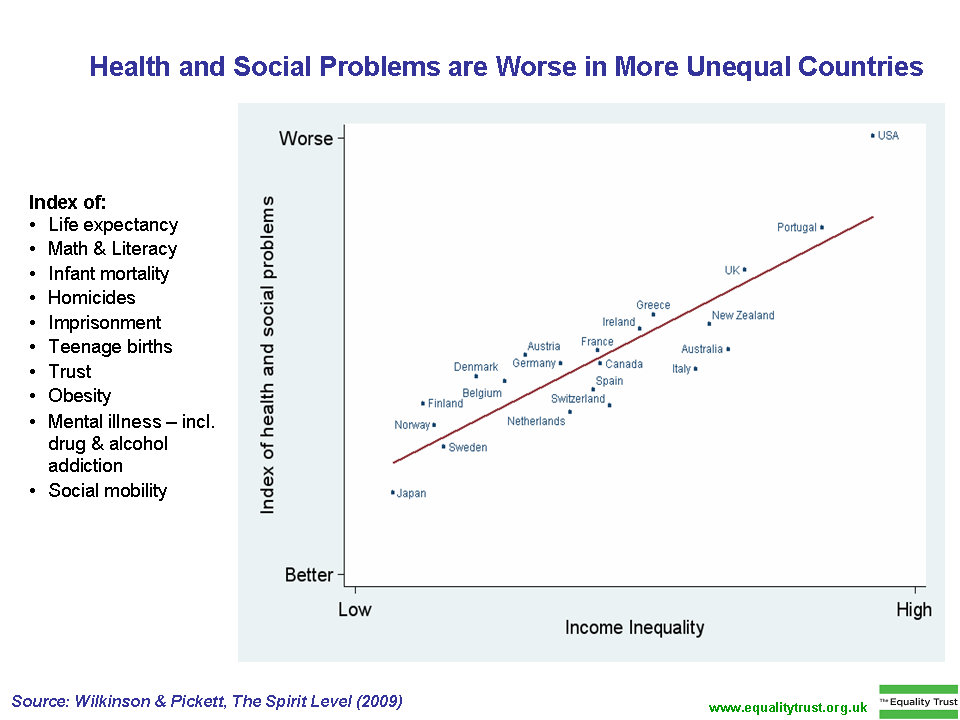 Health and Social Problems are Worse in More Unequal Countries
Index of:
• Life expectancy
• Math & Literacy
• Infant mortality
• Homicides
• Imprisonment
• Teenage births
• Trust
• Obesity
• Mental illness – incl.
drug & alcohol
addiction
• Social mobility
Index of health and social problems
Worse
Better
USA
Portugal
UK
Greece
New Zealand
Ireland
France
Australia
Austria
Germany
Canada
Italy
Denmark
Spain
Belgium
Switzerland
Finland
Netherlands
Norway
Sweden
Japan
Low
High
Income Inequality
Source: Wilkinson & Pickett, The Spirit Level (2009)
www.equalitytrust.org.uk
The Equality Trust